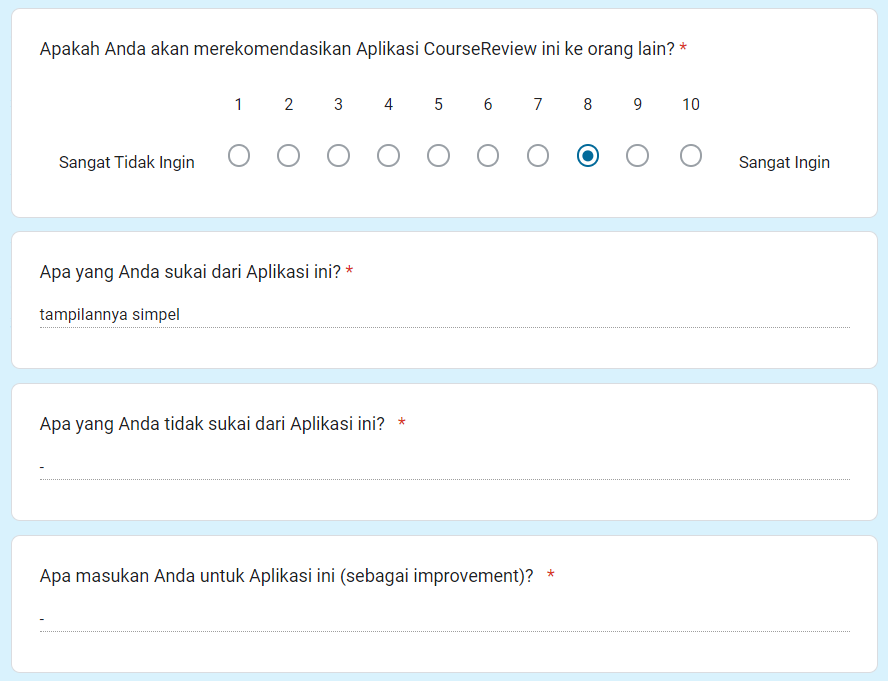 Apakah Anda akan merekomendasikan Aplikasi CourseReview ini ke orang lain? *
1 2 3 4 5 6 7 8 9 10
Sangat Tidak Ingin Sangat Ingin
Apa yang Anda sukai dari Aplikasi ini? *
tampilannya simpel
Apa yang Anda tidak sukai dari Aplikasi ini? *
-
Apa masukan Anda untuk Aplikasi ini (sebagai improvement)? *
-